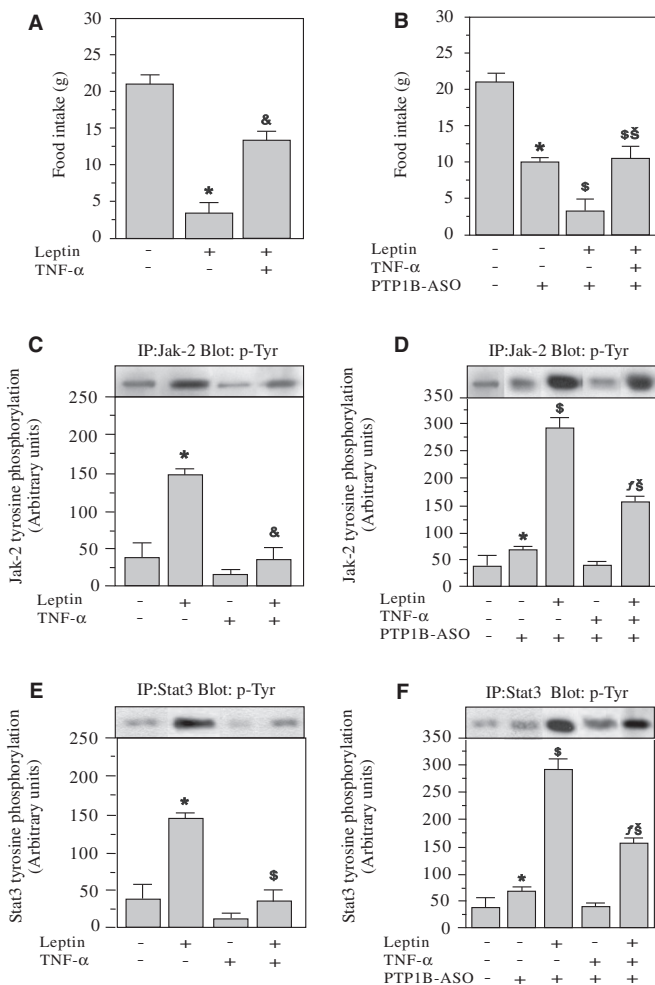 A
30
25
20
15
10
5
0
Food intake (g)
*
&
Leptin - + +
TNF-α - - +
B
30
25
20
15
10
5
0
Food intake (g)
*
$
$Š
Leptin - - + +
TNF-α - - - +
PTP1B-ASO - + + +
C
IP:Jak-2 Blot: p-Tyr
250
200
150
100
50
0
Jak-2 tyrosine phosphorylation
(Arbitrary units)
*
&
Leptin - + - +
TNF-α - - + +
D
IP:Jak-2 Blot: p-Tyr
350
300
250
200
150
100
50
0
Jak-2 tyrosine phosphorylation
(Arbitrary units)
*
$
ƒŠ
Leptin - - + - +
TNF-α - - - + +
PTP1B-ASO - + + + +
E
IP:Stat3 Blot: p-Tyr
250
200
150
100
50
0
Stat3 tyrosine phosphorylation
(Arbitrary units)
*
$
Leptin - + - +
TNF-α - - + +
F
IP:Stat3 Blot: p-Tyr
350
300
250
200
150
100
50
0
Stat3 tyrosine phosphorylation
(Arbitrary units)
*
$
ƒŠ
Leptin - - + - +
TNF-α - - - + +
PTP1B-ASO - + + + +